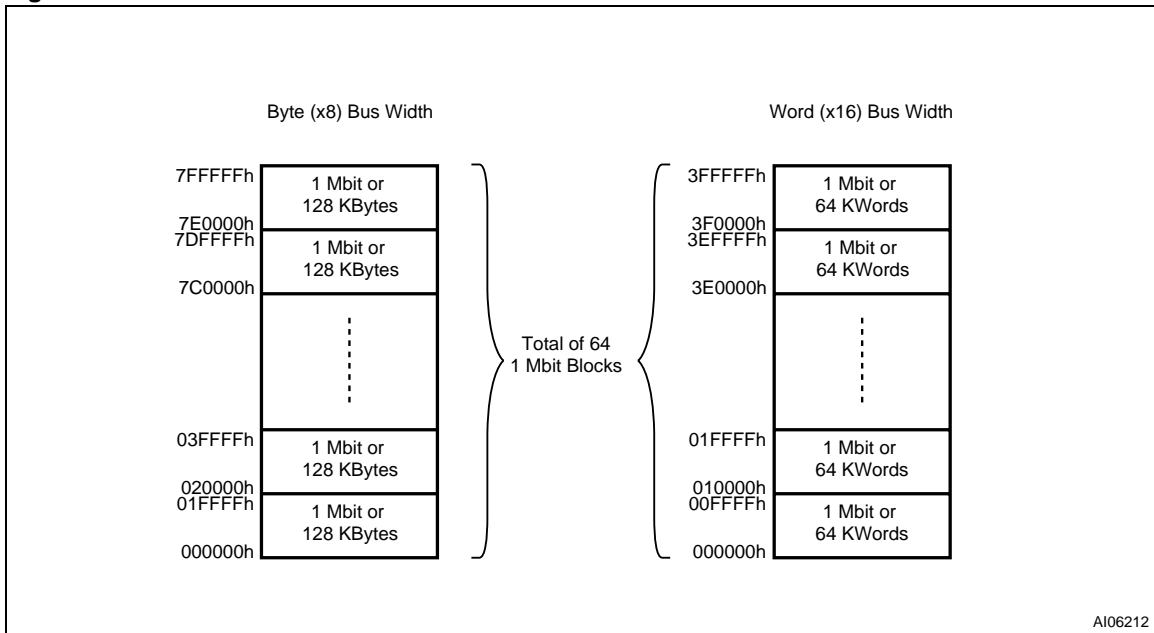 Byte (x8) Bus Width
7FFFFFh
1 Mbit or
128 KBytes
7E0000h
7DFFFFh
1 Mbit or
128 KBytes
7C0000h
03FFFFh
1 Mbit or
128 KBytes
020000h
01FFFFh
1 Mbit or
128 KBytes
000000h
Total of 64
1 Mbit Blocks
Word (x16) Bus Width
3FFFFFh
1 Mbit or
64 KWords
3F0000h
3EFFFFh
1 Mbit or
64 KWords
3E0000h
01FFFFh
1 Mbit or
64 KWords
010000h
00FFFFh
1 Mbit or
64 KWords
000000h
AI06212